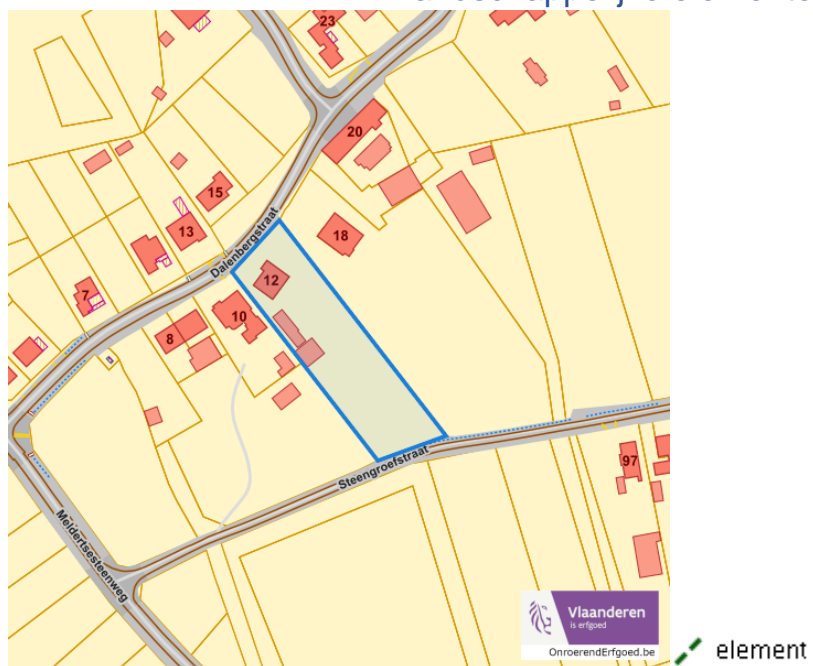 23
20
15
Dalenbergstraat
13
18
12
7
10
8
Steengroefstraat
97
Meldertsesteenweg
Vlaanderen
is erfgoed
OnroerendErfgoed.be
element